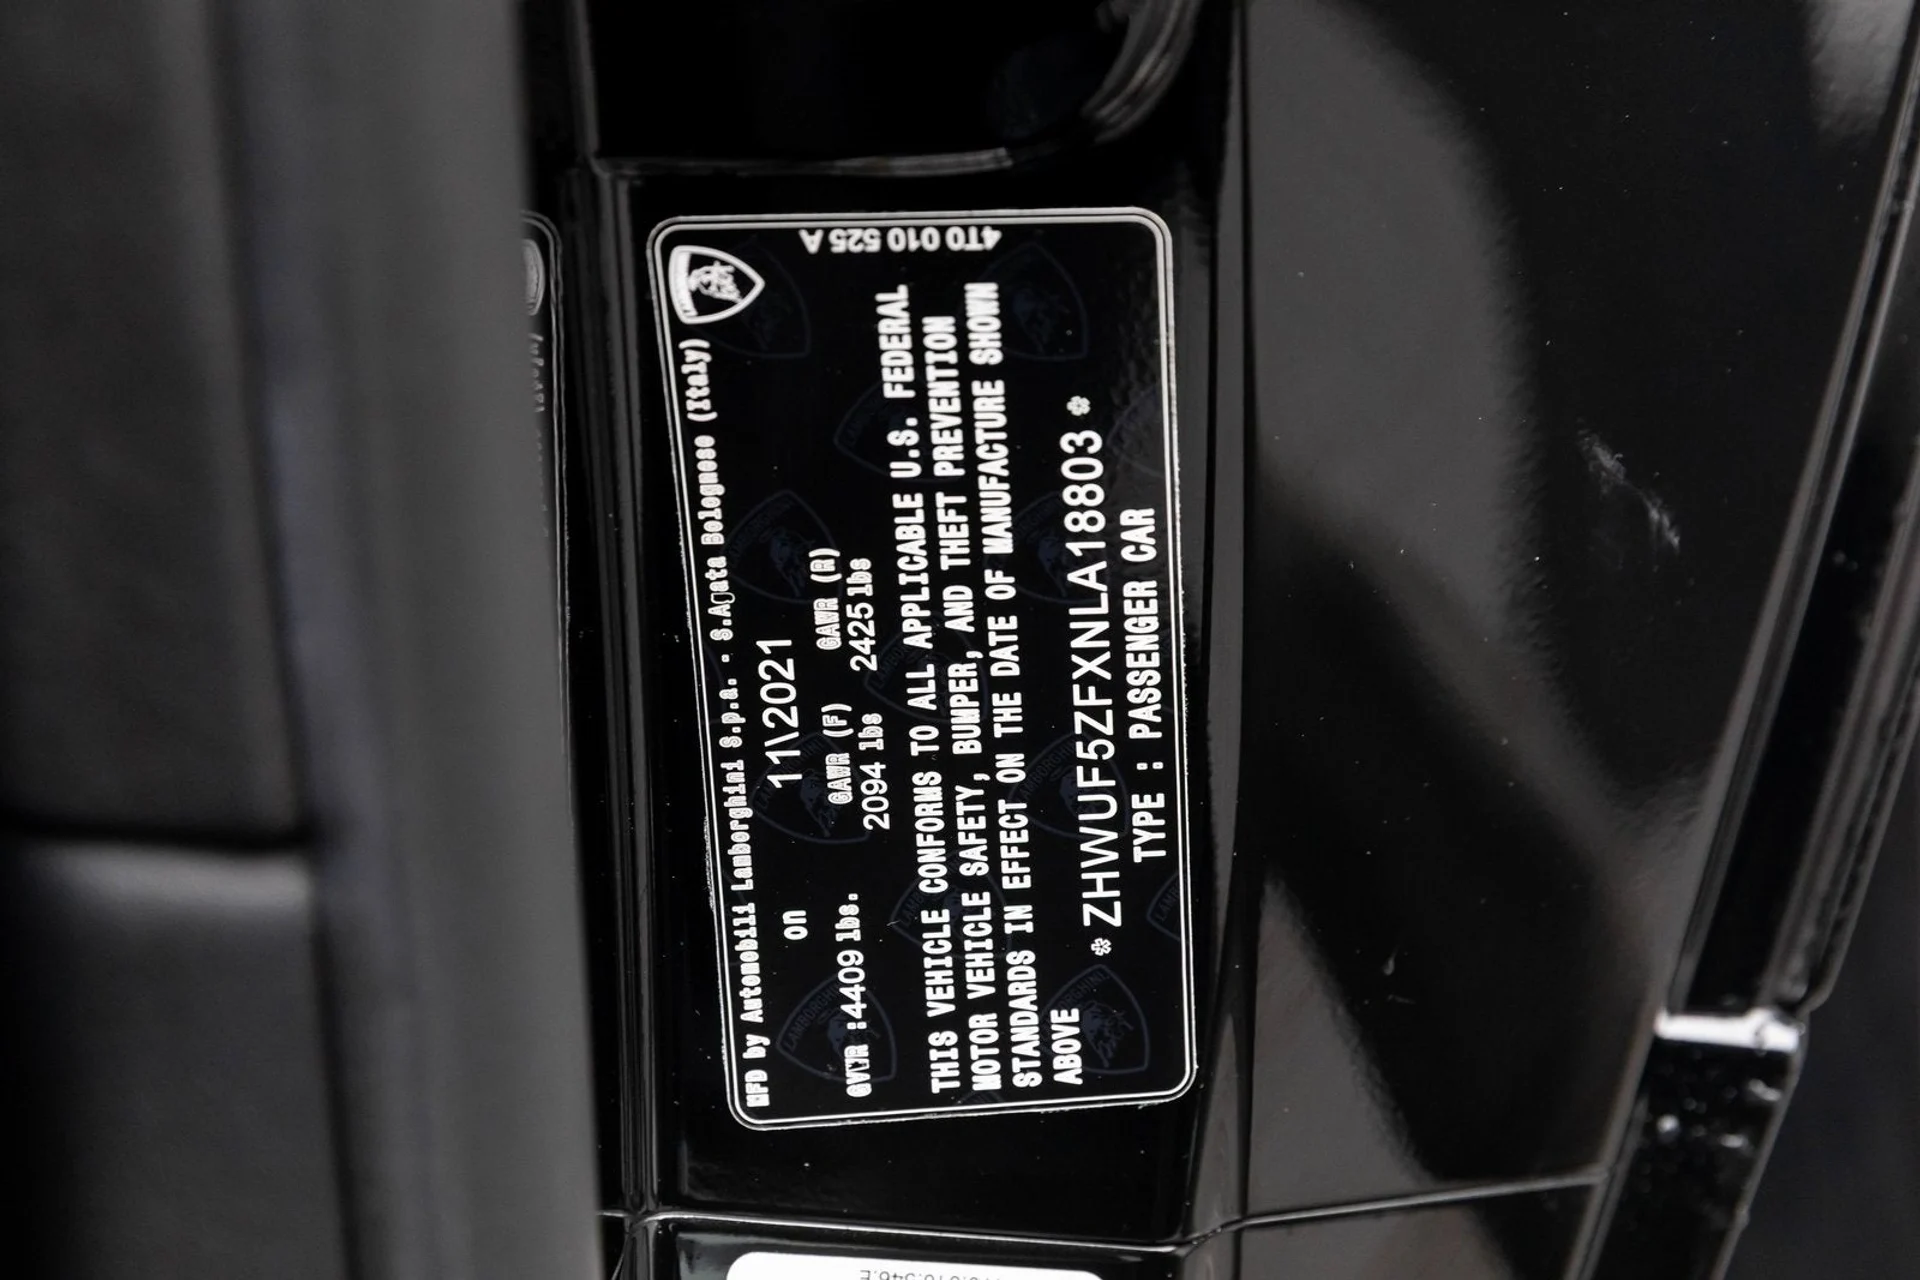 MFD by Automobili Lamborghini S.p.a. - S.Agata Bolognese (Italy)
on 11\2021
GAWR (F) GAWR (R)
GVWR :4409 lbs. 2094 lbs 2425 lbs
THIS VEHICLE CONFORMS TO ALL APPLICABLE U.S. FEDERAL
MOTOR VEHICLE SAFETY, BUMPER, AND THEFT PREVENTION
STANDARDS IN EFFECT ON THE DATE OF MANUFACTURE SHOWN
ABOVE
* ZHWUF5ZFXNLA18803 *
TYPE : PASSENGER CAR
4T0 010 525 A
LAMBORGHINI